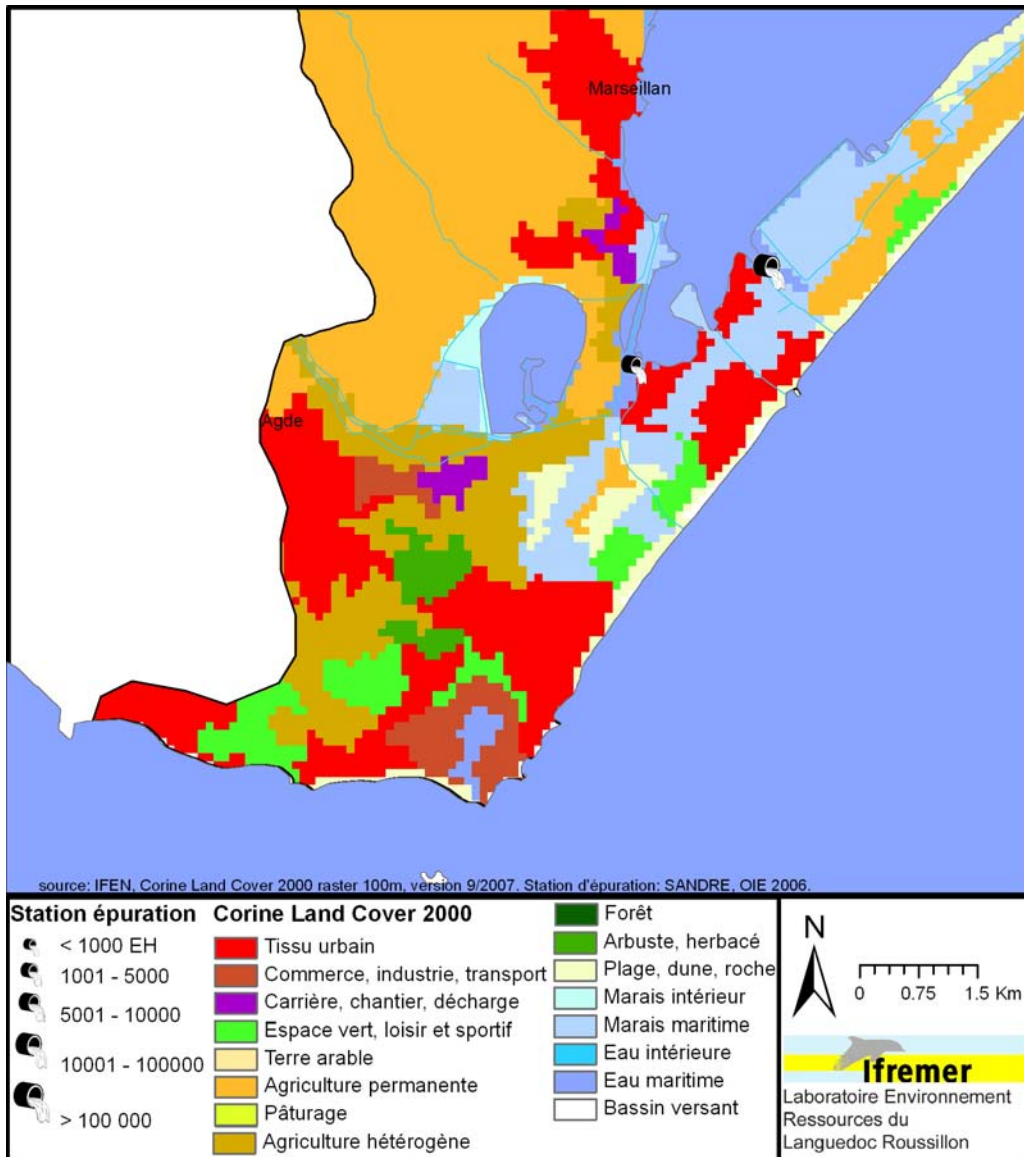 Marseillan
Agde
source: IFEN, Corine Land Cover 2000 raster 100m, version 9/2007. Station d'épuration: SANDRE, OIE 2006.
Station épuration
< 1000 EH
1001 - 5000
5001 - 10000
10001 - 100000
> 100 000
Corine Land Cover 2000
Tissu urbain
Commerce, industrie, transport
Carrière, chantier, décharge
Espace vert, loisir et sportif
Terre arable
Agriculture permanente
Pâturage
Agriculture hétérogène
Forêt
Arbuste, herbacé
Plage, dune, roche
Marais intérieur
Marais maritime
Eau intérieure
Eau maritime
Bassin versant
N
0 0.75 1.5 Km
Ifremer
Laboratoire Environnement
Ressources du
Languedoc Roussillon